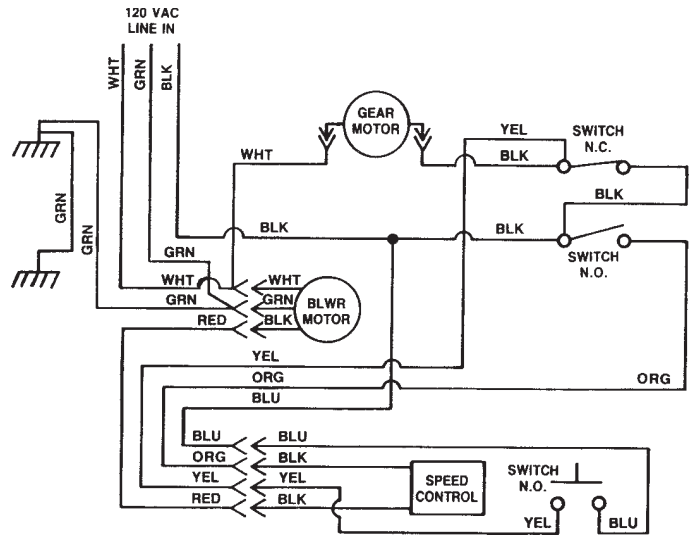 120 VAC
LINE IN
WHT
GRN
BLK
GEAR
MOTOR
YEL
SWITCH
N.C.
WHT
BLK
BLK
GRN
GRN
BLK
BLK
SWITCH
N.O.
GRN
WHT
WHT
GRN
GRN
BLWR
MOTOR
RED
BLK
YEL
ORG
ORG
BLU
BLU
BLU
ORG
BLK
YEL
YEL
RED
BLK
SPEED
CONTROL
SWITCH
N.O.
YEL
BLU